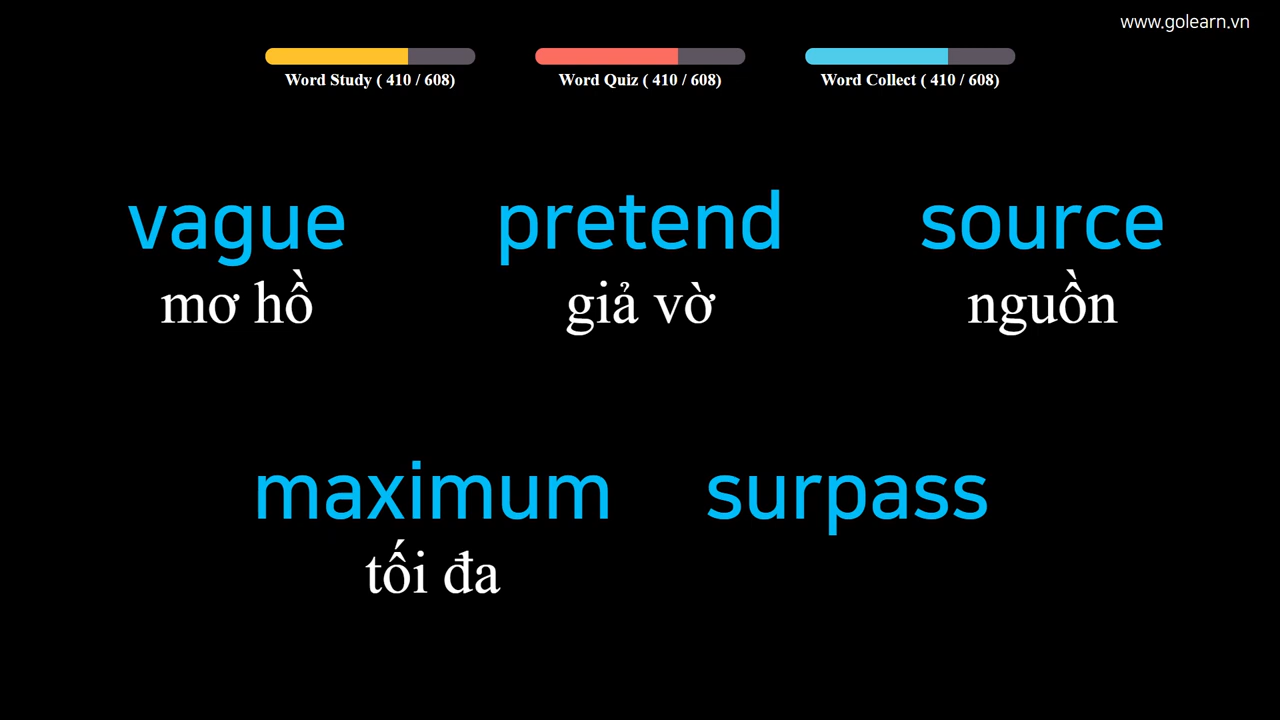 www.golearn.vn
Word Study ( 410 / 608)
Word Quiz ( 410 / 608)
Word Collect ( 410 / 608)
vague
pretend
source
mơ hồ
giả vờ
nguồn
maximum
surpass
tối đa